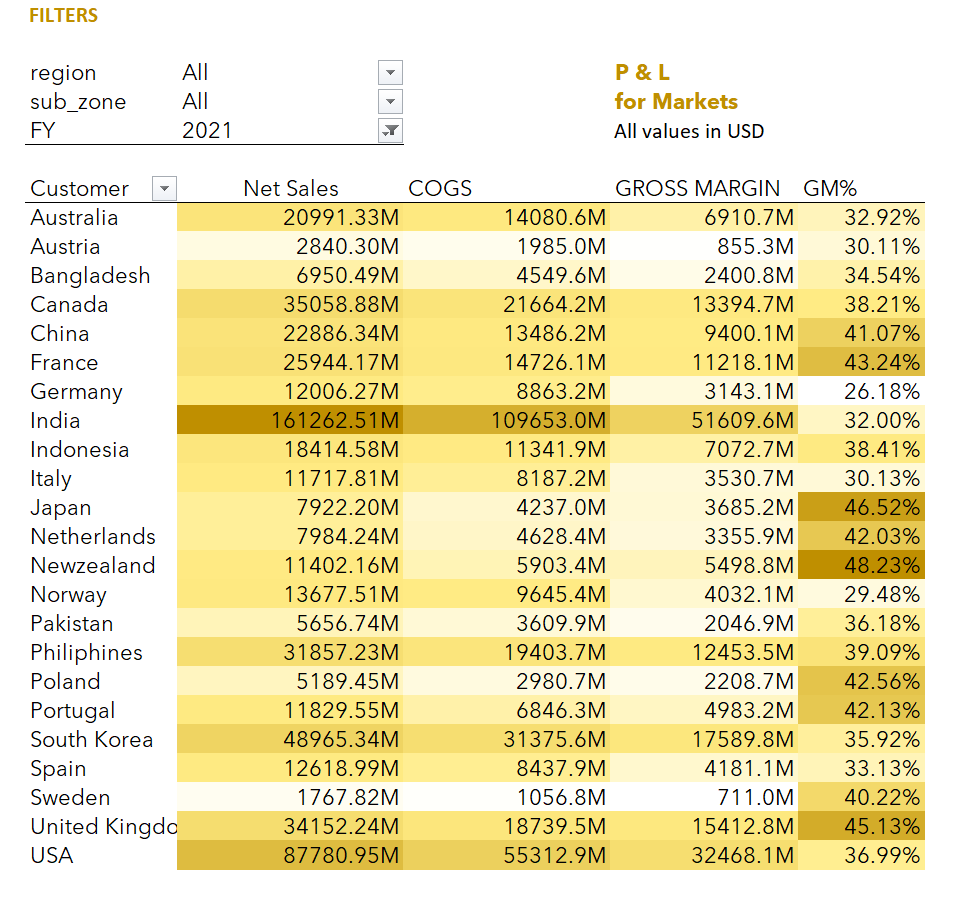 FILTERS
region All
sub_zone All
FY 2021
P & L
for Markets
All values in USD
Customer Net Sales COGS GROSS MARGIN GM%
Australia 20991.33M 14080.6M 6910.7M 32.92%
Austria 2840.30M 1985.0M 855.3M 30.11%
Bangladesh 6950.49M 4549.6M 2400.8M 34.54%
Canada 35058.88M 21664.2M 13394.7M 38.21%
China 22886.34M 13486.2M 9400.1M 41.07%
France 25944.17M 14726.1M 11218.1M 43.24%
Germany 12006.27M 8863.2M 3143.1M 26.18%
India 161262.51M 109653.0M 51609.6M 32.00%
Indonesia 18414.58M 11341.9M 7072.7M 38.41%
Italy 11717.81M 8187.2M 3530.7M 30.13%
Japan 7922.20M 4237.0M 3685.2M 46.52%
Netherlands 7984.24M 4628.4M 3355.9M 42.03%
Newzealand 11402.16M 5903.4M 5498.8M 48.23%
Norway 13677.51M 9645.4M 4032.1M 29.48%
Pakistan 5656.74M 3609.9M 2046.9M 36.18%
Philiphines 31857.23M 19403.7M 12453.5M 39.09%
Poland 5189.45M 2980.7M 2208.7M 42.56%
Portugal 11829.55M 6846.3M 4983.2M 42.13%
South Korea 48965.34M 31375.6M 17589.8M 35.92%
Spain 12618.99M 8437.9M 4181.1M 33.13%
Sweden 1767.82M 1056.8M 711.0M 40.22%
United Kingdo 34152.24M 18739.5M 15412.8M 45.13%
USA 87780.95M 55312.9M 32468.1M 36.99%